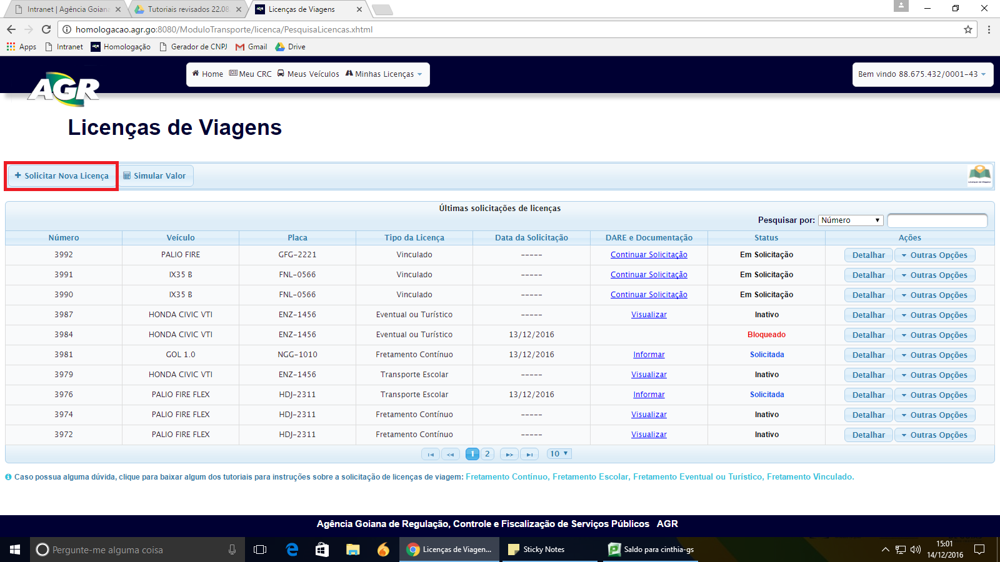 Intranet | Agência Goiana
Tutoriais revisados 22.08
Licenças de Viagens
homologacao.agr.go:8080/ModuloTransporte/licenca/PesquisaLicencas.xhtml
Apps Intranet Homologação Gerador de CNPJ Gmail Drive
AGR
Home Meu CRC Meus Veículos Minhas Licenças
Bem vindo 88.675.432/0001-43
Licenças de Viagens
Solicitar Nova Licença Simular Valor
Últimas solicitações de licenças
Pesquisar por: Número
Número Veículo Placa Tipo da Licença Data da Solicitação DARE e Documentação Status Ações
3992 PALIO FIRE GFG-2221 Vinculado ----- Continuar Solicitação Em Solicitação Detalhar Outras Opções
3991 IX35 B FNL-0566 Vinculado ----- Continuar Solicitação Em Solicitação Detalhar Outras Opções
3990 IX35 B FNL-0566 Vinculado ----- Continuar Solicitação Em Solicitação Detalhar Outras Opções
3987 HONDA CIVIC VTI ENZ-1456 Eventual ou Turístico ----- Visualizar Inativo Detalhar Outras Opções
3984 HONDA CIVIC VTI ENZ-1456 Eventual ou Turístico 13/12/2016 Bloqueado Detalhar Outras Opções
3981 GOL 1.0 NGG-1010 Fretamento Contínuo 13/12/2016 Informar Solicitada Detalhar Outras Opções
3979 HONDA CIVIC VTI ENZ-1456 Transporte Escolar ----- Visualizar Inativo Detalhar Outras Opções
3976 PALIO FIRE FLEX HDJ-2311 Transporte Escolar 13/12/2016 Informar Solicitada Detalhar Outras Opções
3974 PALIO FIRE FLEX HDJ-2311 Fretamento Contínuo ----- Visualizar Inativo Detalhar Outras Opções
3972 PALIO FIRE FLEX HDJ-2311 Fretamento Contínuo ----- Visualizar Inativo Detalhar Outras Opções
1 2 10
Caso possua alguma dúvida, clique para baixar algum dos tutoriais para instruções sobre a solicitação de licenças de viagem: Fretamento Contínuo, Fretamento Escolar, Fretamento Eventual ou Turístico, Fretamento Vinculado.
Agência Goiana de Regulação, Controle e Fiscalização de Serviços Públicos AGR
Pergunte-me alguma coisa
Licenças de Viagen...
Sticky Notes
Saldo para cinthia-gs
15:01
14/12/2016